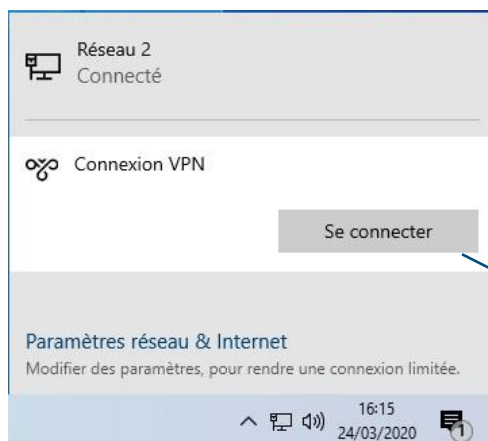 Réseau 2
Connecté
Connexion VPN
Se connecter
Paramètres réseau & Internet
Modifier des paramètres, pour rendre une connexion limitée.
16:15
24/03/2020
1